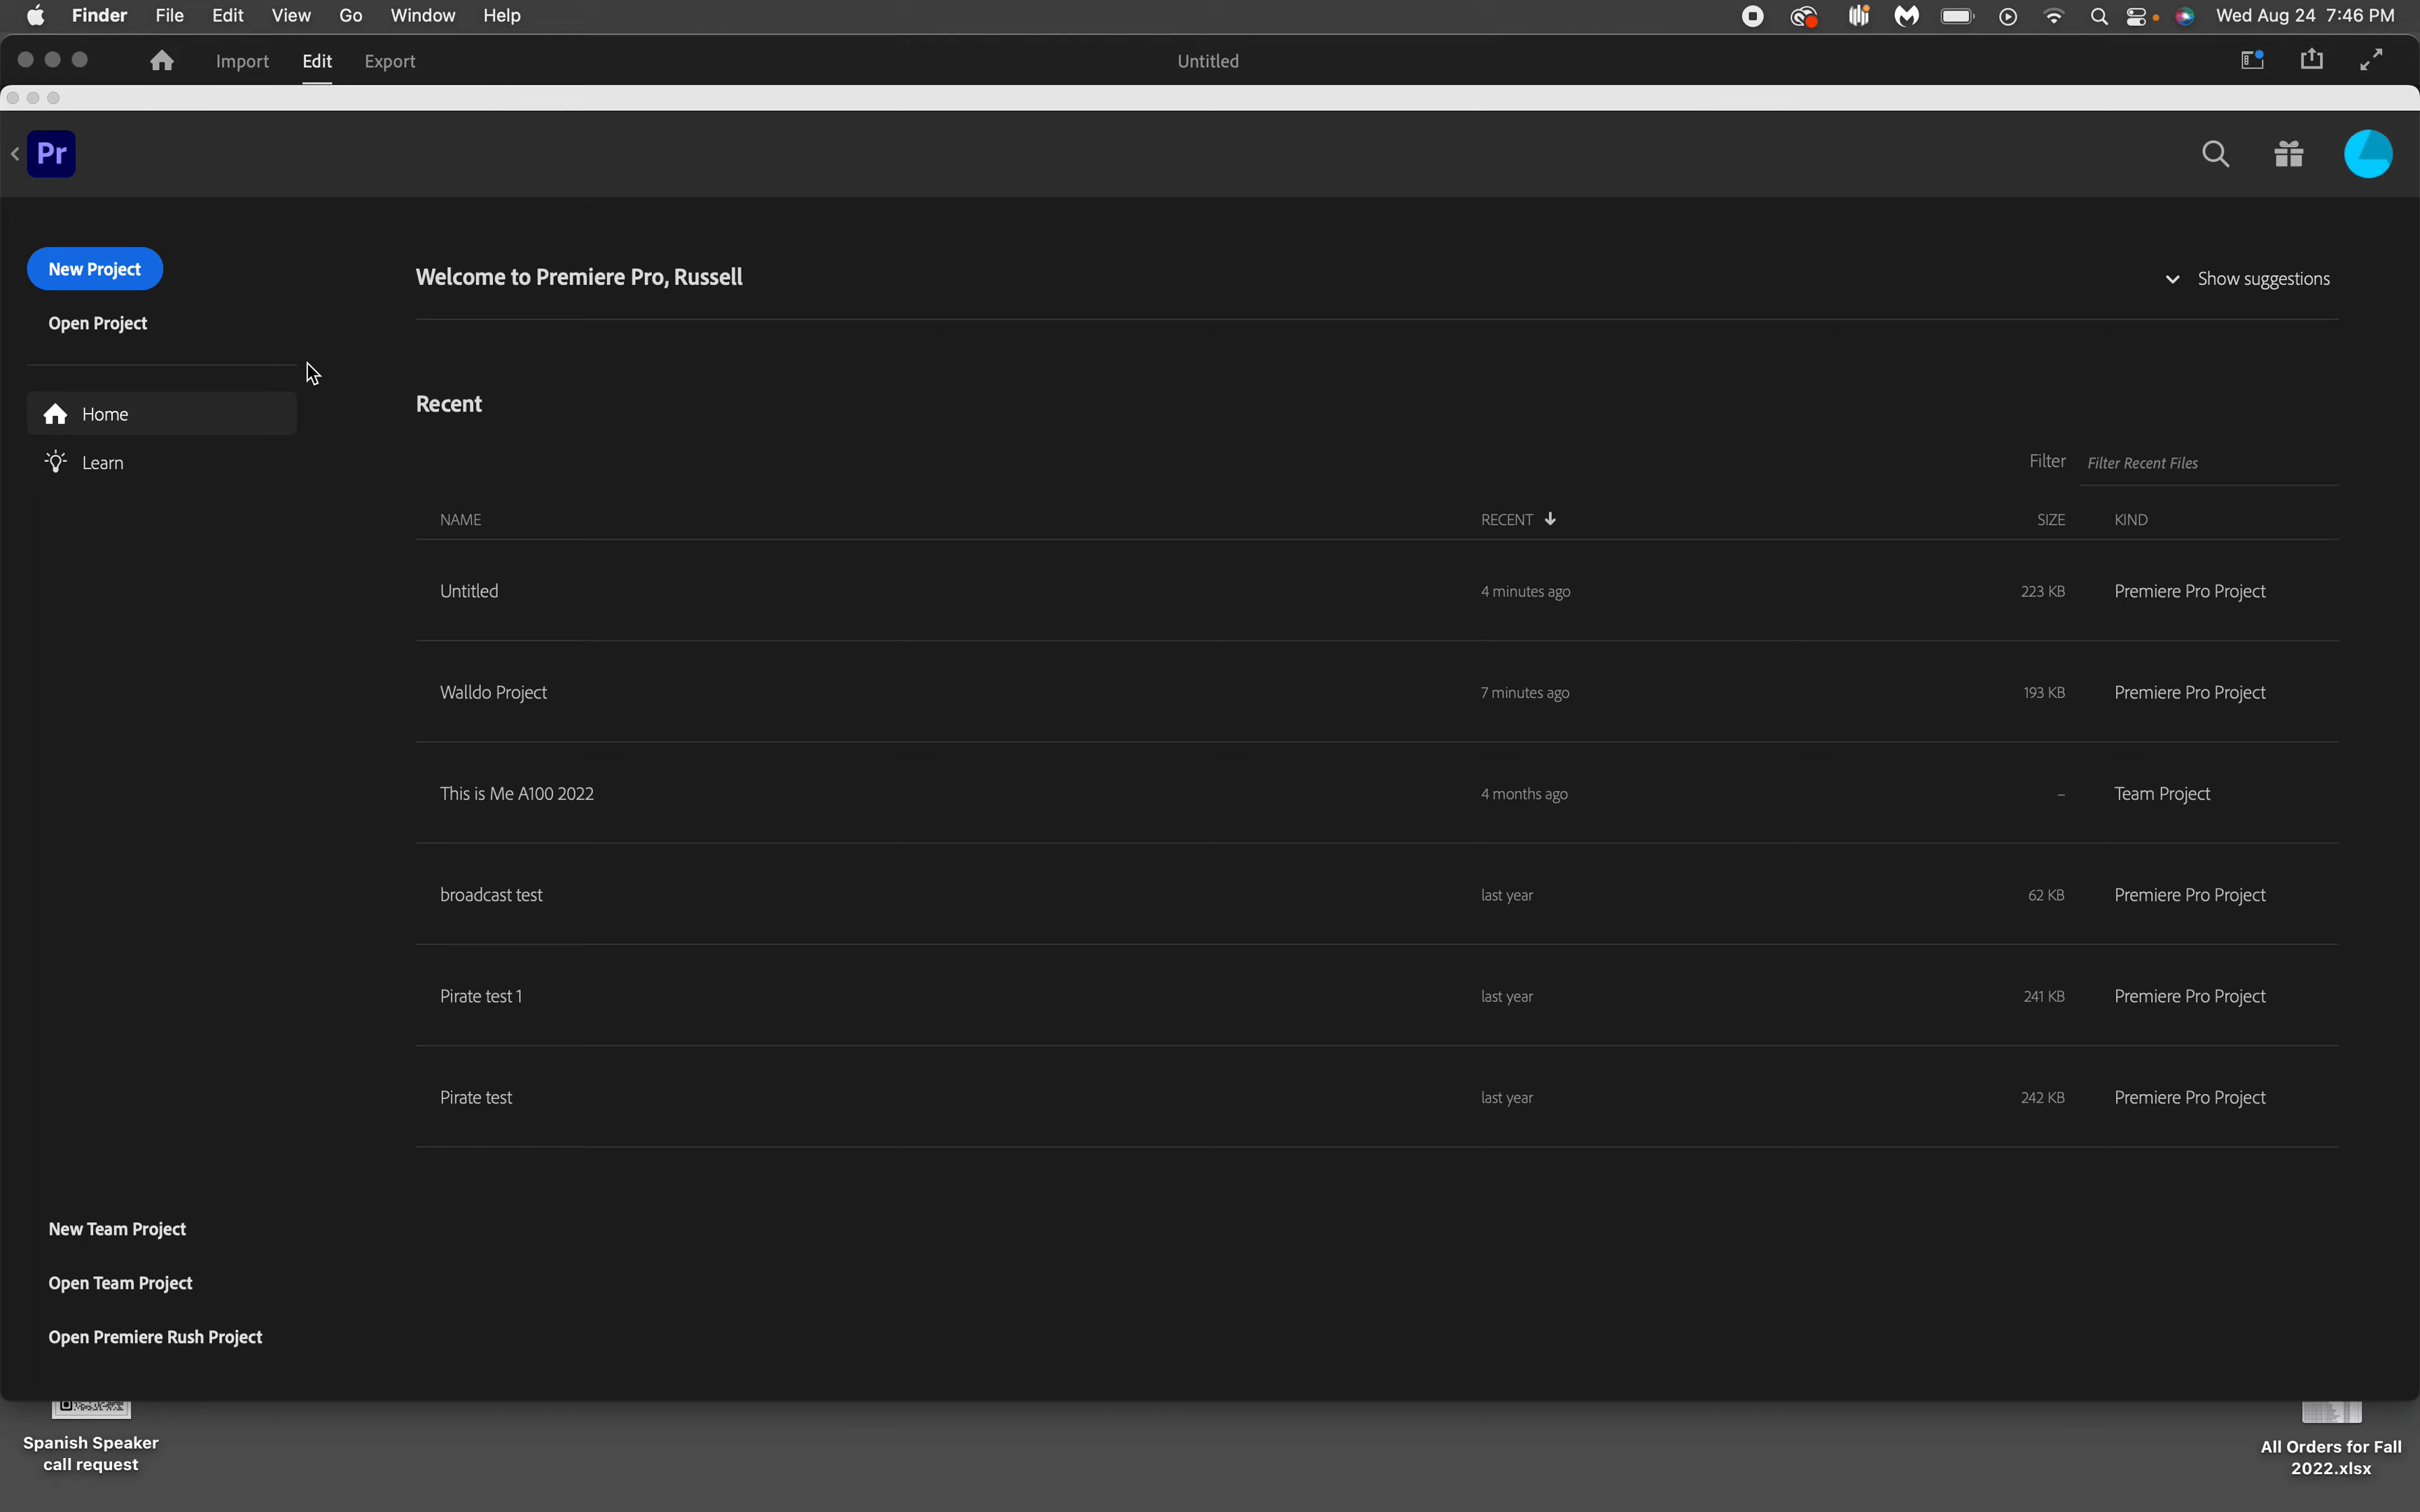 Finder File Edit View Go Window Help Wed Aug 24 7:46 PM
Import Edit Export Untitled
Pr
New Project
Welcome to Premiere Pro, Russell
Show suggestions
Open Project
Home
Recent
Learn
Filter Filter Recent Files
NAME RECENT SIZE KIND
Untitled 4 minutes ago 223 KB Premiere Pro Project
Walldo Project 7 minutes ago 193 KB Premiere Pro Project
This is Me A100 2022 4 months ago – Team Project
broadcast test last year 62 KB Premiere Pro Project
Pirate test 1 last year 241 KB Premiere Pro Project
Pirate test last year 242 KB Premiere Pro Project
New Team Project
Open Team Project
Open Premiere Rush Project
Spanish Speaker
call request
All Orders for Fall
2022.xlsx